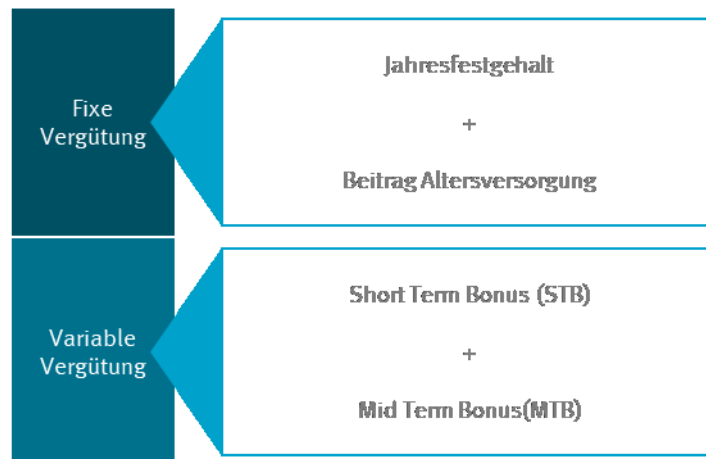 Fixe
Vergütung
Jahresfestgehalt
+
Beitrag Altersversorgung
Variable
Vergütung
Short Term Bonus (STB)
+
Mid Term Bonus(MTB)